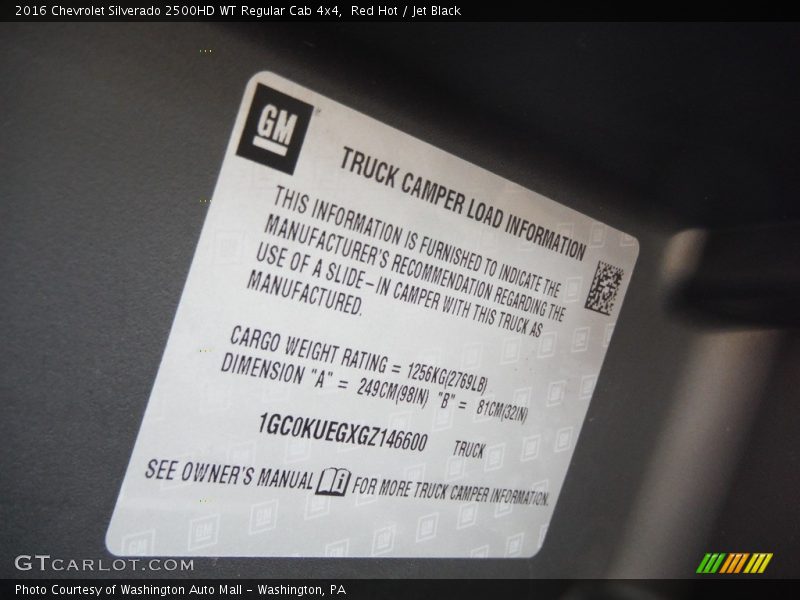 2016 Chevrolet Silverado 2500HD WT Regular Cab 4x4, Red Hot / Jet Black
GM
TRUCK CAMPER LOAD INFORMATION
THIS INFORMATION IS FURNISHED TO INDICATE THE
MANUFACTURER'S RECOMMENDATION REGARDING THE
USE OF A SLIDE-IN CAMPER WITH THIS TRUCK AS
MANUFACTURED.
CARGO WEIGHT RATING = 1256KG(2769LB)
DIMENSION "A" = 249CM(98IN) "B" = 81CM(32IN)
1GC0KUEGXGZ146600 TRUCK
SEE OWNER'S MANUAL FOR MORE TRUCK CAMPER INFORMATION.
GTCARLOT.COM
Photo Courtesy of Washington Auto Mall - Washington, PA